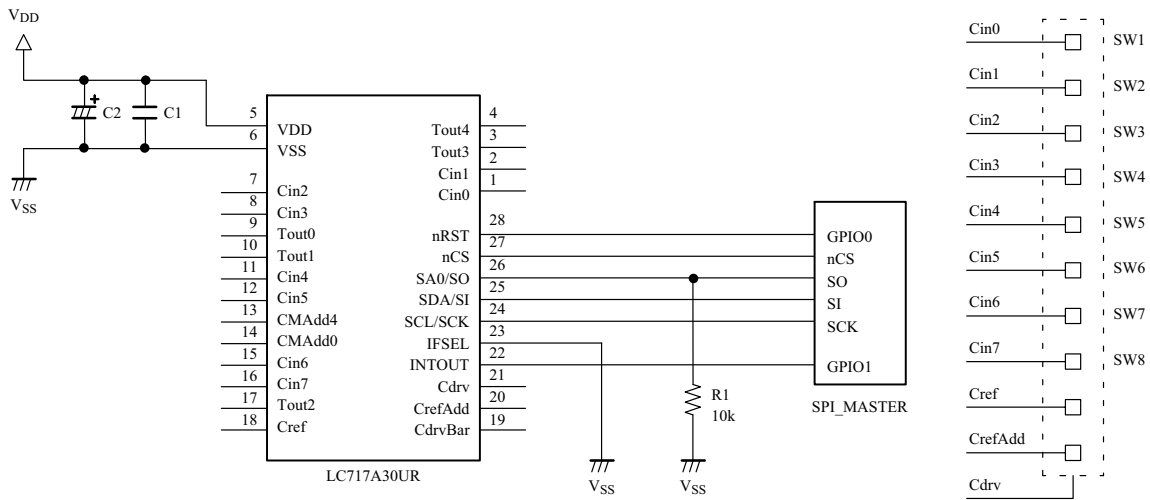 VDD
C2
C1
VSS
5
VDD
6
VSS
7
Cin2
8
Cin3
9
Tout0
10
Tout1
11
Cin4
12
Cin5
13
CMAdd4
14
CMAdd0
15
Cin6
16
Cin7
17
Tout2
18
Cref
4
Tout4
3
Tout3
2
Cin1
1
Cin0
28
nRST
27
nCS
26
SA0/SO
25
SDA/SI
24
SCL/SCK
23
IFSEL
22
INTOUT
21
Cdrv
20
CrefAdd
19
CdrvBar
LC717A30UR
VSS
R1
10k
VSS
GPIO0
nCS
SO
SI
SCK
GPIO1
SPI_MASTER
Cin0
SW1
Cin1
SW2
Cin2
SW3
Cin3
SW4
Cin4
SW5
Cin5
SW6
Cin6
SW7
Cin7
SW8
Cref
CrefAdd
Cdrv